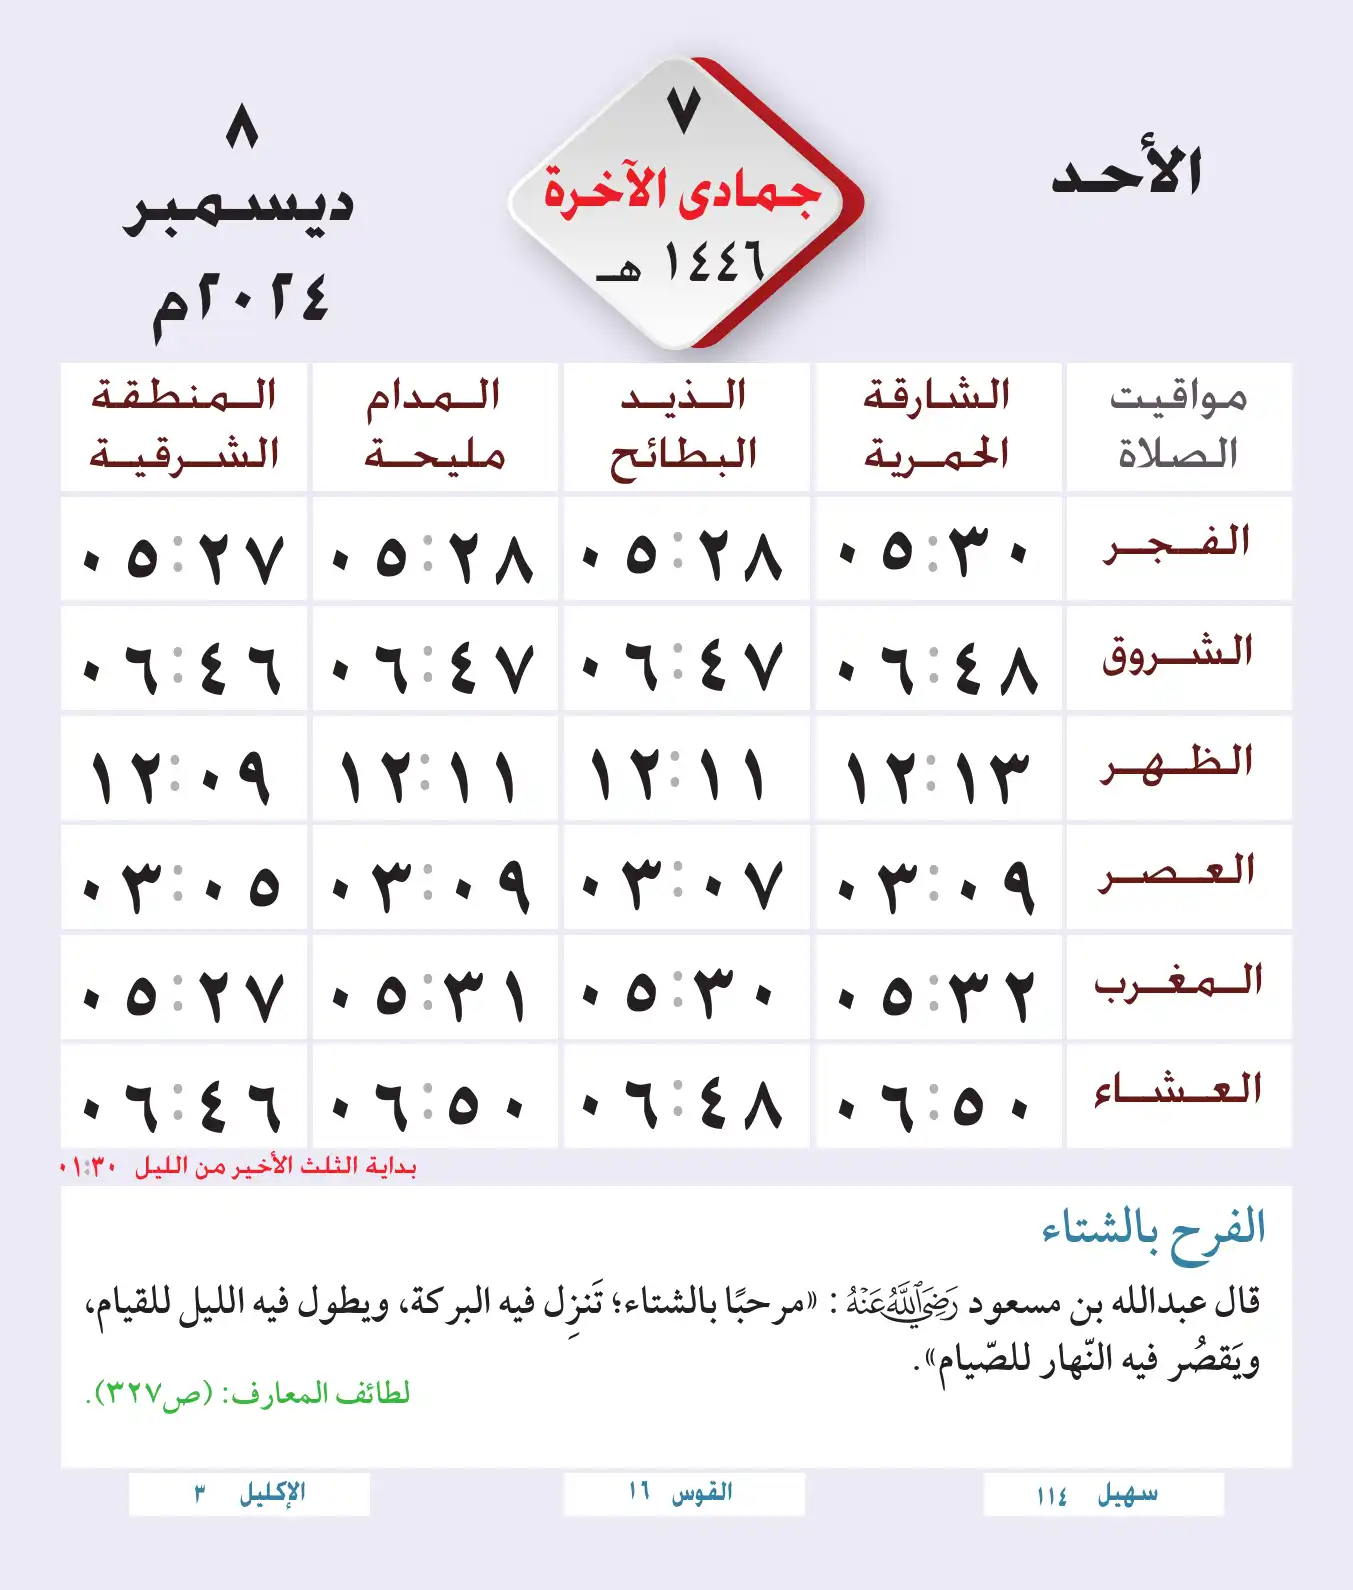 الأحد
٧
جمادى الآخرة
١٤٤٦ هـ
٨
ديسمبر
٢٠٢٤م
مواقيت الصلاة
الشارقة الحمرية
الذيد البطائح
المدام مليحة
المنطقة الشرقية
الفجر ٠٥:٣٠ ٠٥:٢٨ ٠٥:٢٨ ٠٥:٢٧
الشروق ٠٦:٤٨ ٠٦:٤٧ ٠٦:٤٧ ٠٦:٤٦
الظهر ١٢:١٣ ١٢:١١ ١٢:١١ ١٢:٠٩
العصر ٠٣:٠٩ ٠٣:٠٧ ٠٣:٠٩ ٠٣:٠٥
المغرب ٠٥:٣٢ ٠٥:٣٠ ٠٥:٣١ ٠٥:٢٧
العشاء ٠٦:٥٠ ٠٦:٤٨ ٠٦:٥٠ ٠٦:٤٦
بداية الثلث الأخير من الليل ٠١:٣٠
الفرح بالشتاء
قال عبدالله بن مسعود رَضِيَ ٱللَّهُ عَنْهُ : «مرحبًا بالشتاء؛ تَنزِل فيه البركة، ويطول فيه الليل للقيام،
ويَقصُر فيه النّهار للصّيام».
لطائف المعارف: (ص٣٢٧).
سهيل ١١٤
القوس ١٦
الإكليل ٣